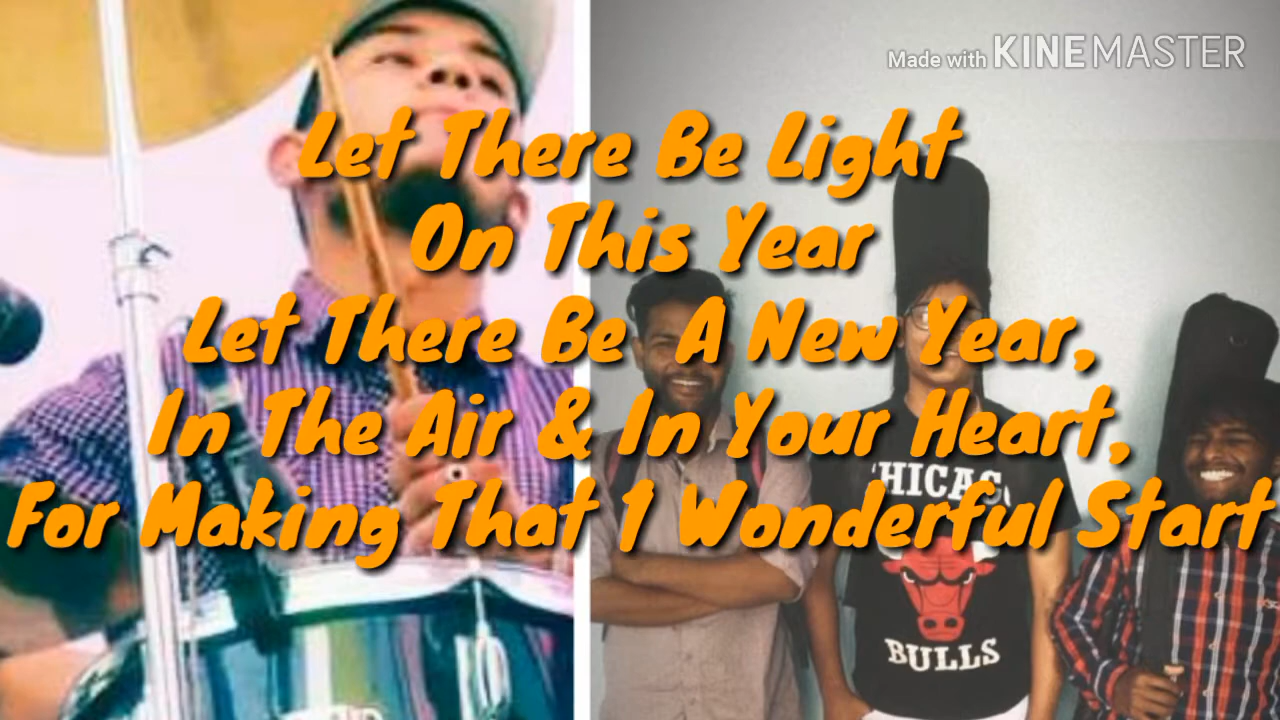 Made with KINEMASTER
Let There Be Light
On This Year
Let There Be  A New Year,
In The Air & In Your Heart,
For Making That 1 Wonderful Start
CHICAG
BULLS